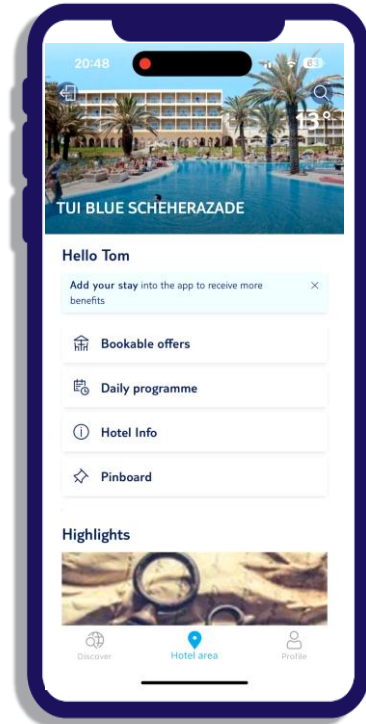 20:48
63
13°
TUI BLUE SCHEHERAZADE
Hello Tom
Add your stay into the app to receive more
benefits
Bookable offers
Daily programme
Hotel Info
Pinboard
Highlights
Discover
Hotel area
Profile